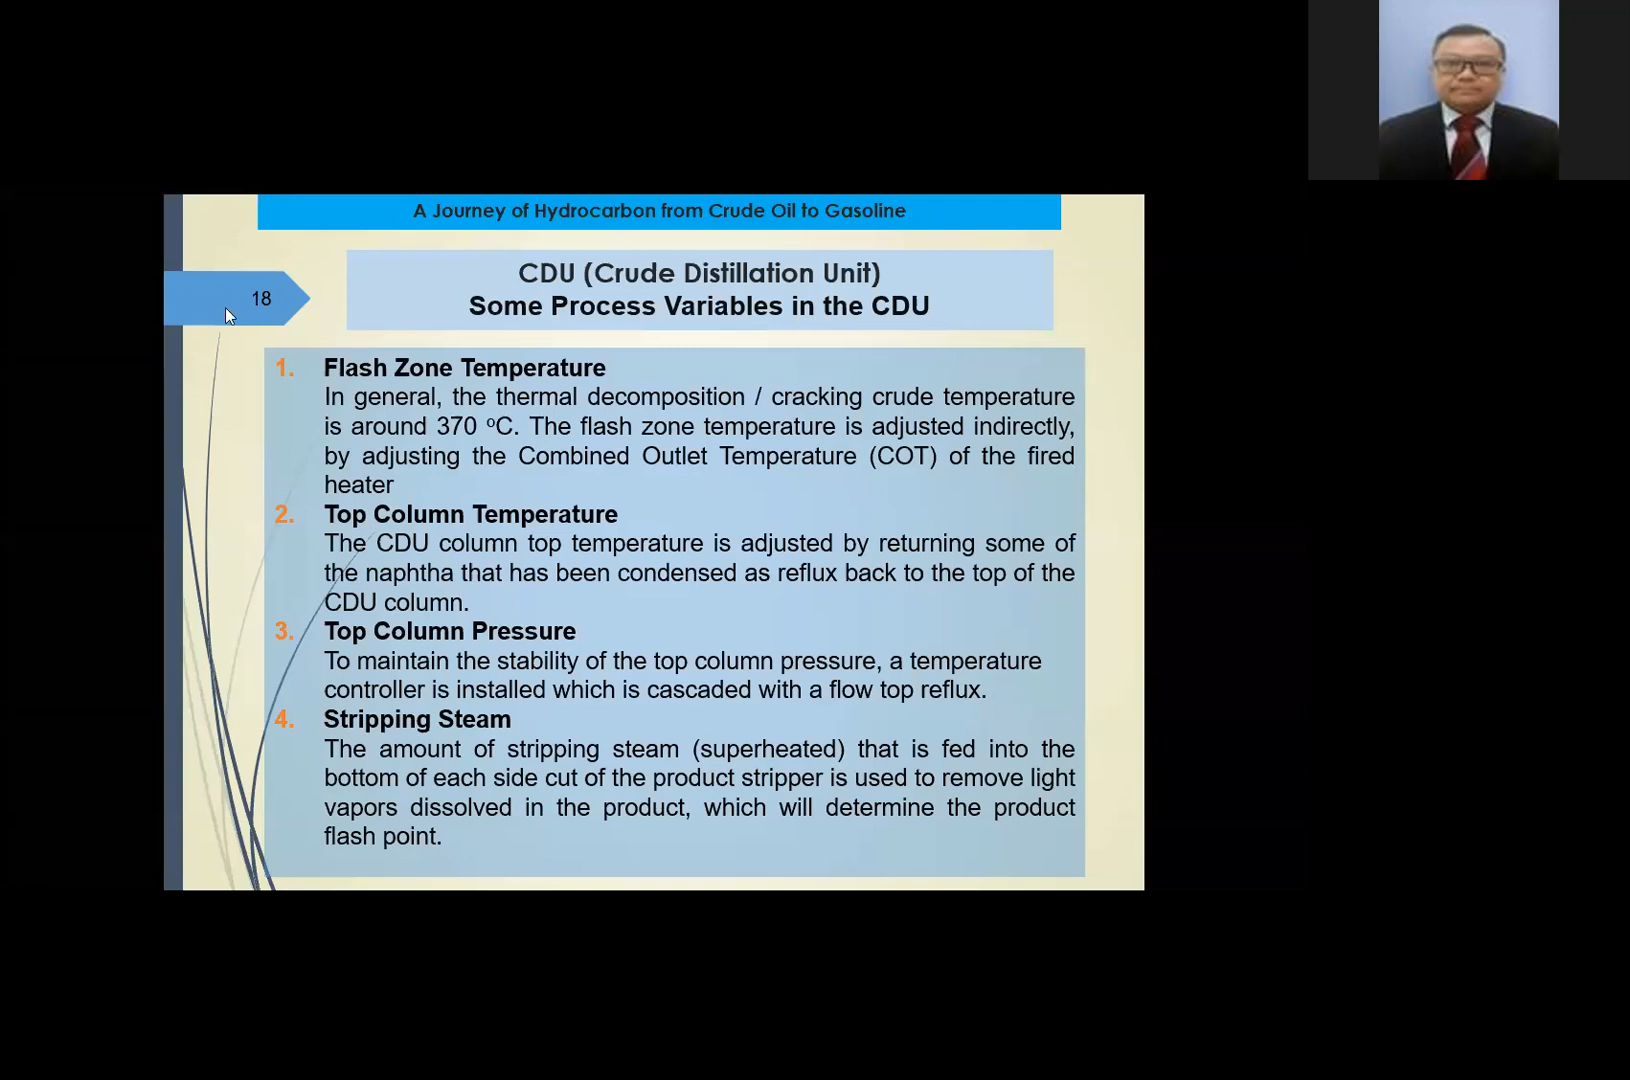 A Journey of Hydrocarbon from Crude Oil to Gasoline
CDU (Crude Distillation Unit)
Some Process Variables in the CDU
18
1. Flash Zone Temperature
In general, the thermal decomposition / cracking crude temperature
is around 370 ᵒC. The flash zone temperature is adjusted indirectly,
by adjusting the Combined Outlet Temperature (COT) of the fired
heater
2. Top Column Temperature
The CDU column top temperature is adjusted by returning some of
the naphtha that has been condensed as reflux back to the top of the
CDU column.
3. Top Column Pressure
To maintain the stability of the top column pressure, a temperature
controller is installed which is cascaded with a flow top reflux.
4. Stripping Steam
The amount of stripping steam (superheated) that is fed into the
bottom of each side cut of the product stripper is used to remove light
vapors dissolved in the product, which will determine the product
flash point.